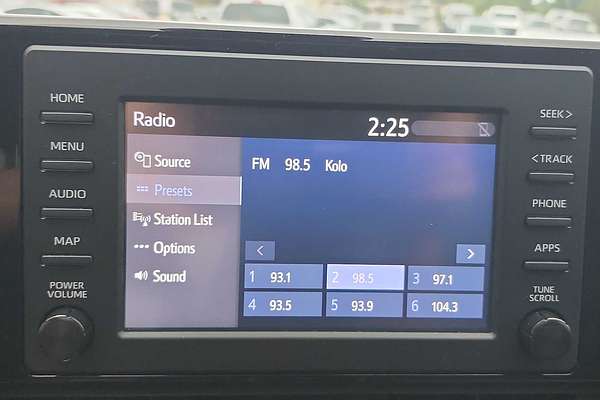 HOME
MENU
AUDIO
MAP
POWER
VOLUME
Radio
2:25
Source
Presets
Station List
Options
Sound
FM 98.5 Kolo
<
>
1 93.1
2 98.5
3 97.1
4 93.5
5 93.9
6 104.3
SEEK>
<TRACK
PHONE
APPS
TUNE
SCROLL